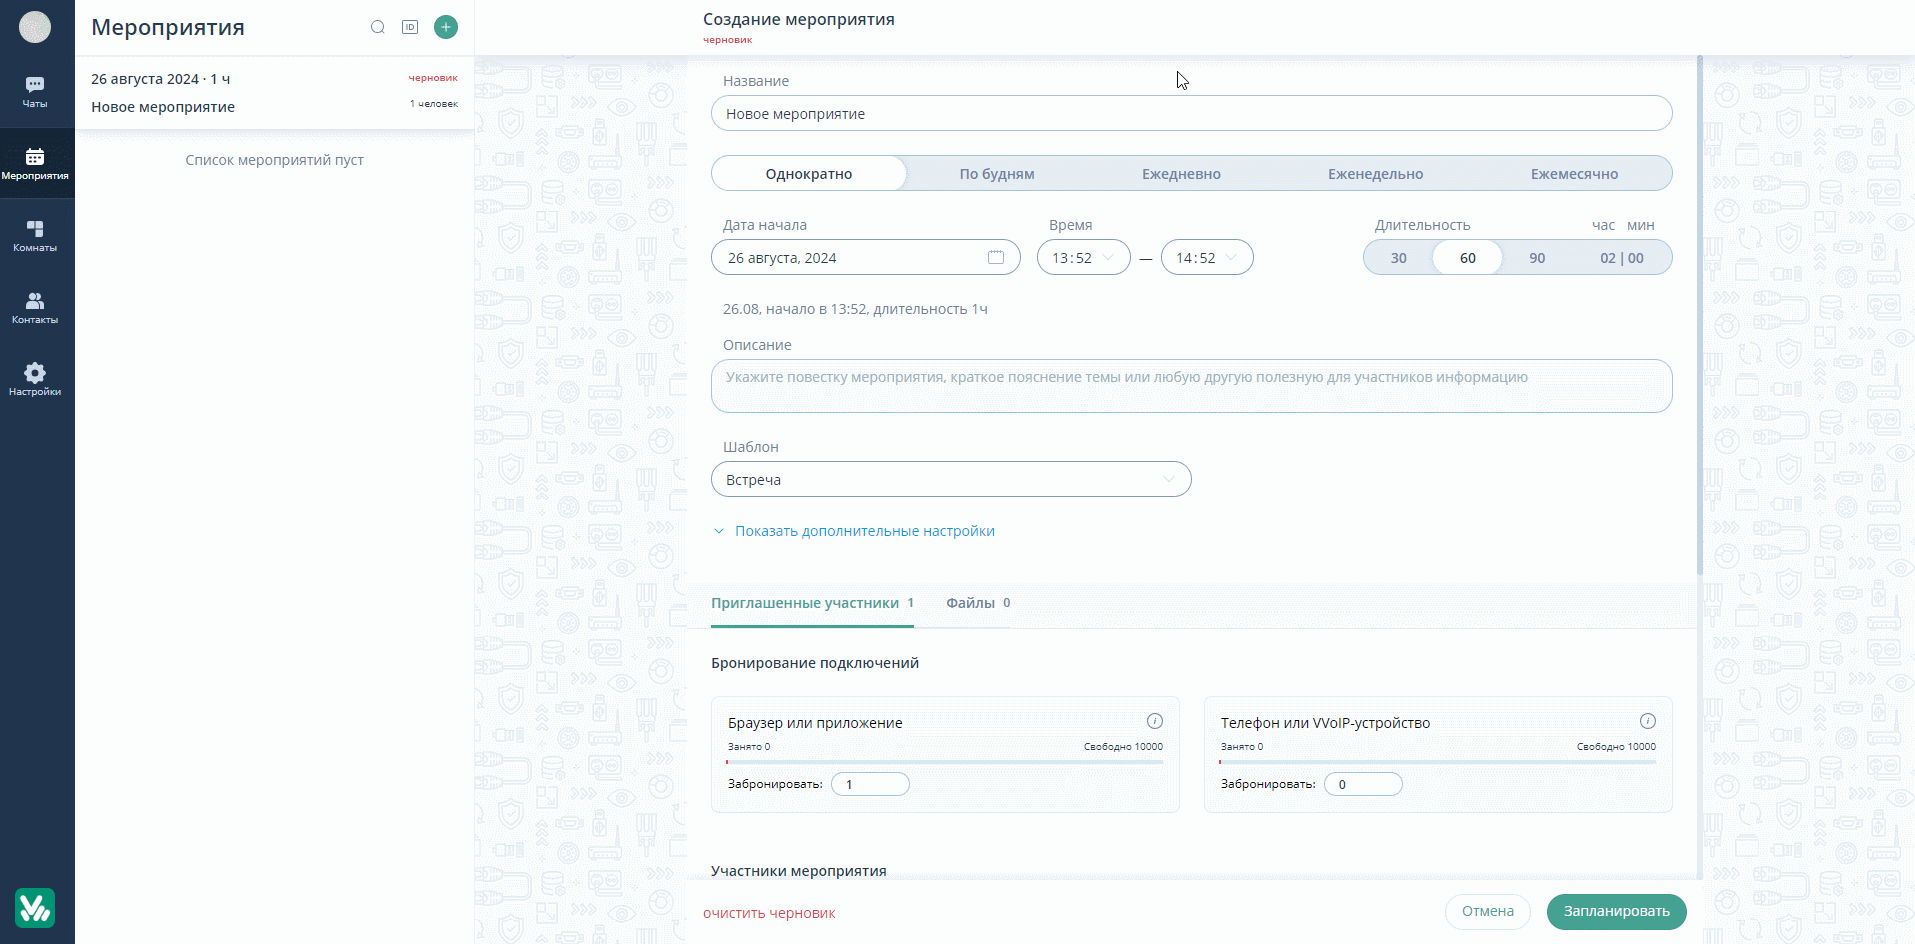 Чаты
Мероприятия
Комнаты
Контакты
Настройки
Мероприятия
ID
26 августа 2024 · 1 ч
черновик
Новое мероприятие
1 человек
Список мероприятий пуст
Создание мероприятия
черновик
Название
Новое мероприятие
Однократно По будням Ежедневно Еженедельно Ежемесячно
Дата начала Время Длительность час мин
26 августа, 2024 13:52 — 14:52 30 60 90 02 | 00
26.08, начало в 13:52, длительность 1ч
Описание
Укажите повестку мероприятия, краткое пояснение темы или любую другую полезную для участников информацию
Шаблон
Встреча
Показать дополнительные настройки
Приглашенные участники 1 Файлы 0
Бронирование подключений
Браузер или приложение
Занято 0 Свободно 10000
Забронировать: 1
Телефон или VVoIP-устройство
Занято 0 Свободно 10000
Забронировать: 0
Участники мероприятия
очистить черновик Отмена Запланировать